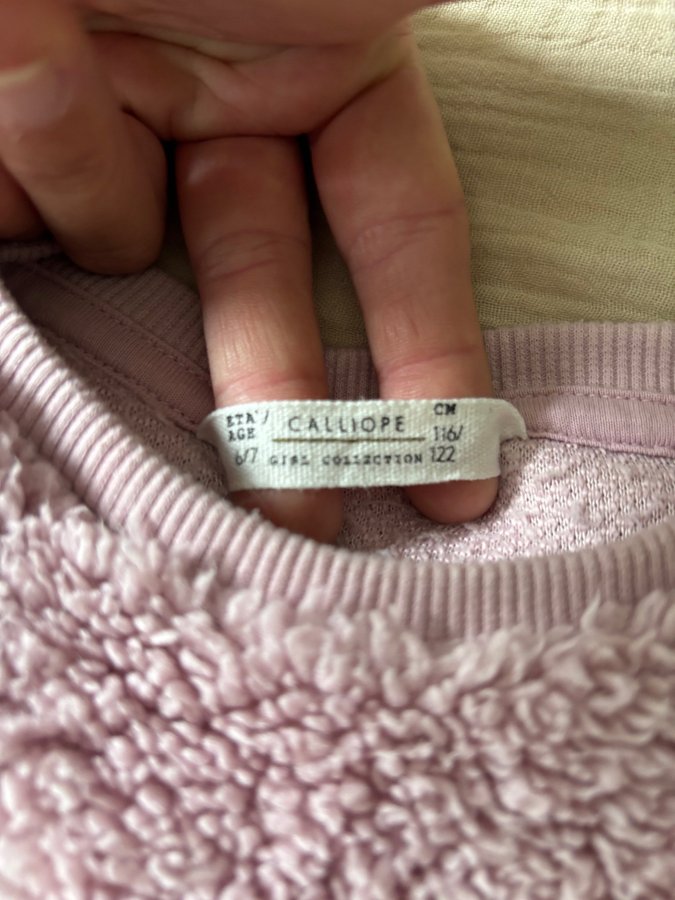 ETA'/ CALLIOPE CM
AGE 116/
6/7 GIRL COLLECTION 122